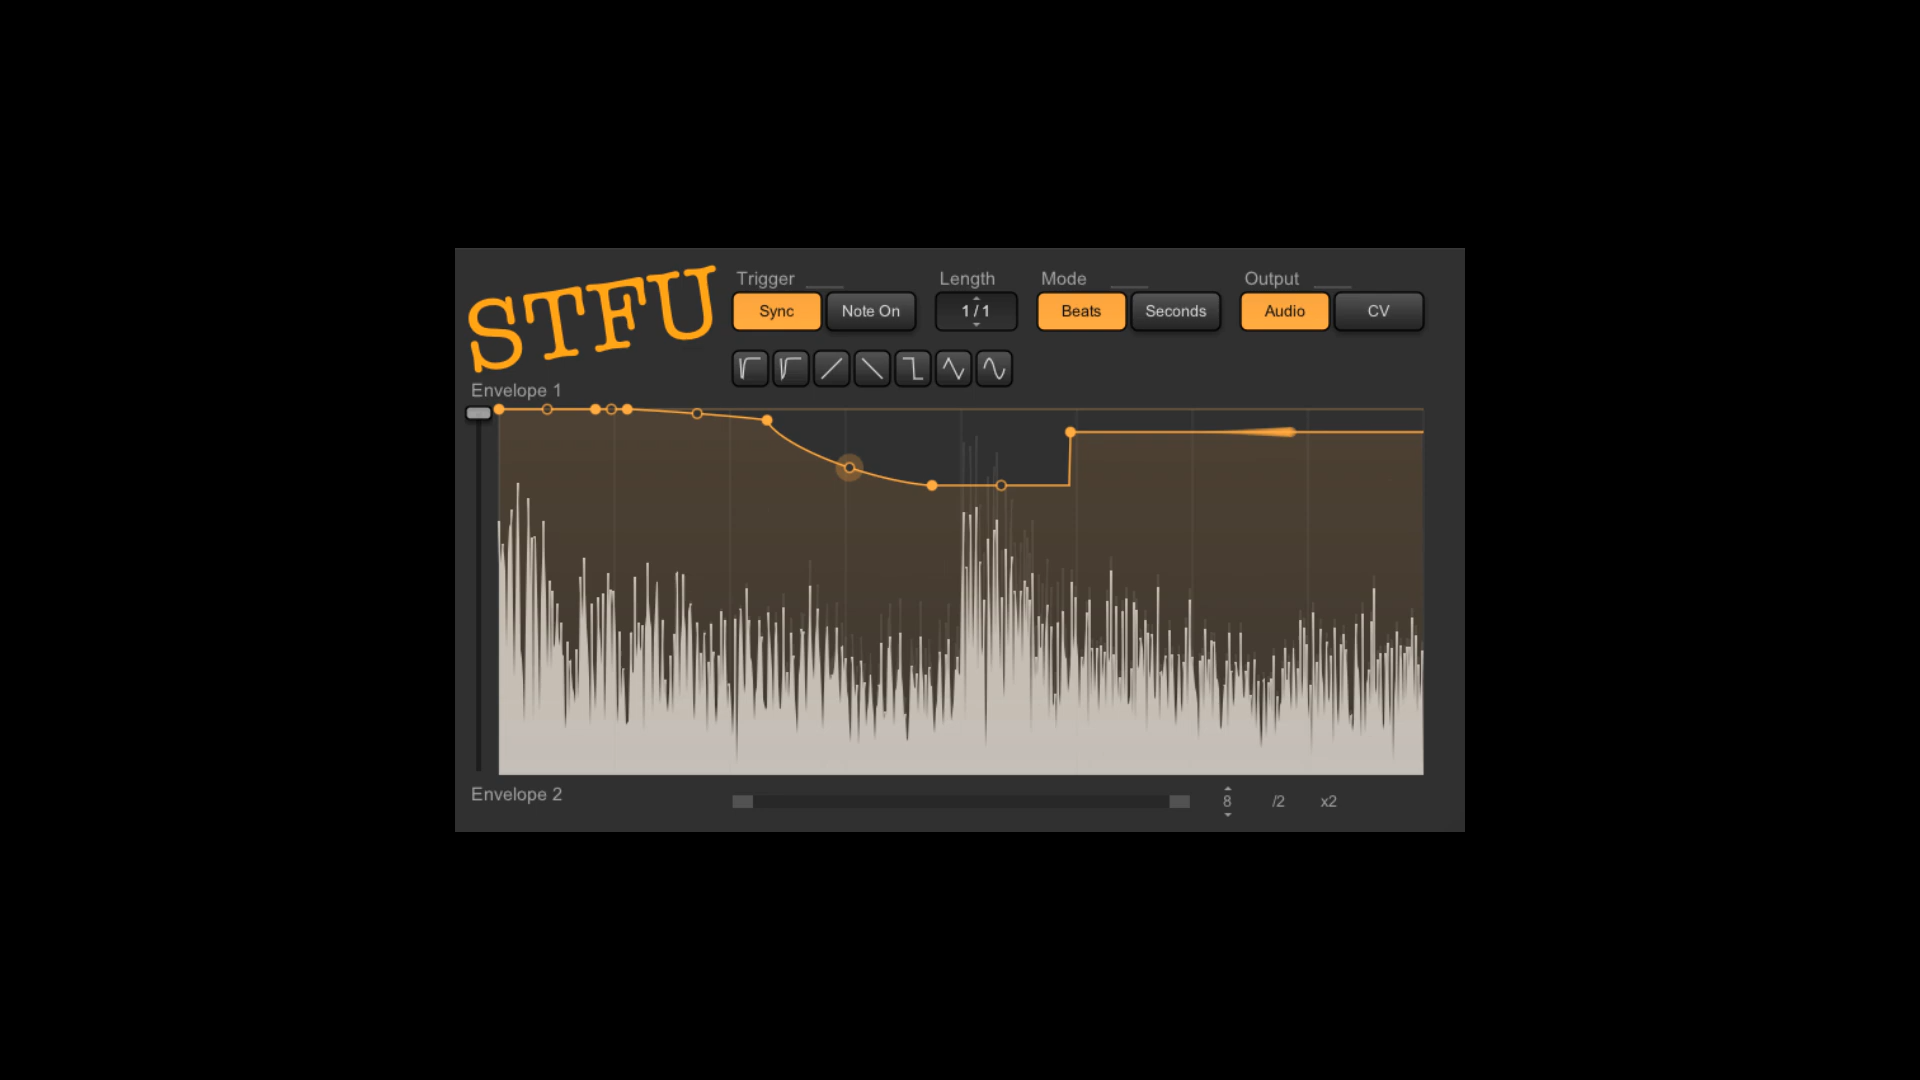 STFU
Trigger
Length
Mode
Output
Sync
Note On
1 / 1
Beats
Seconds
Audio
CV
Envelope 1
Envelope 2
8
/2
x2